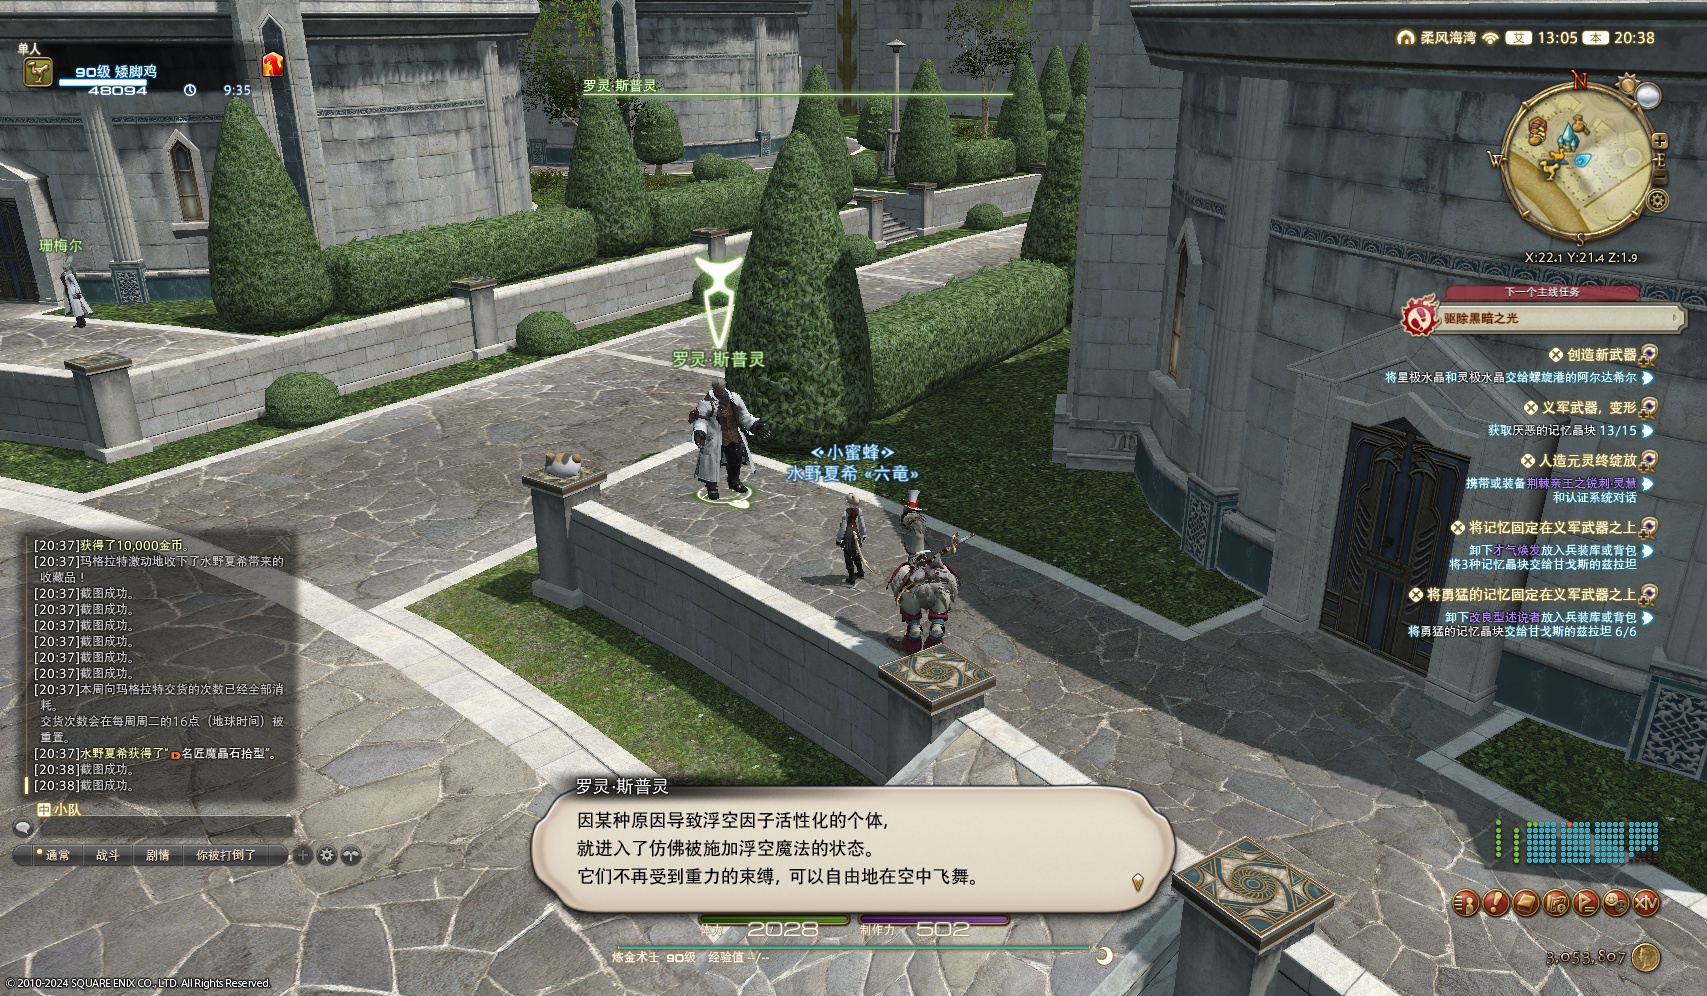 单人
90级 矮脚鸡
48094
9:35
罗灵·斯普灵
柔风海湾 艾 13:05 本 20:38
N
W
E
S
X:22.1 Y:21.4 Z:1.9
珊梅尔
罗灵·斯普灵
«小蜜蜂»
水野夏希 «六竜»
下一个主线任务
驱除黑暗之光
创造新武器
将星极水晶和灵极水晶交给螺旋港的阿尔达希尔
义军武器，变形
获取厌恶的记忆晶块 13/15
人造元灵终绽放
携带或装备荆棘亲王之锐刺·灵慧
和认证系统对话
将记忆固定在义军武器之上
卸下才气焕发放入兵装库或背包
将3种记忆晶块交给甘戈斯的兹拉坦
将勇猛的记忆固定在义军武器之上
卸下改良型述说者放入兵装库或背包
将勇猛的记忆晶块交给甘戈斯的兹拉坦 6/6
[20:37]获得了10,000金币。
[20:37]玛格拉特激动地收下了水野夏希带来的
收藏品！
[20:37]截图成功。
[20:37]截图成功。
[20:37]截图成功。
[20:37]截图成功。
[20:37]截图成功。
[20:37]截图成功。
[20:37]本周向玛格拉特交货的次数已经全部消
耗。
交货次数会在每周周二的16点（地球时间）被
重置。
[20:37]水野夏希获得了“名匠魔晶石拾型”。
[20:38]截图成功。
[20:38]截图成功。
小队
通常 战斗 剧情 你被打倒了
罗灵·斯普灵
因某种原因导致浮空因子活性化的个体，
就进入了仿佛被施加浮空魔法的状态。
它们不再受到重力的束缚，可以自由地在空中飞舞。
体力 2028 制作力 502
炼金术士 90级 经验值 -/--
XIV
3,053,807
© 2010-2024 SQUARE ENIX CO., LTD. All Rights Reserved.